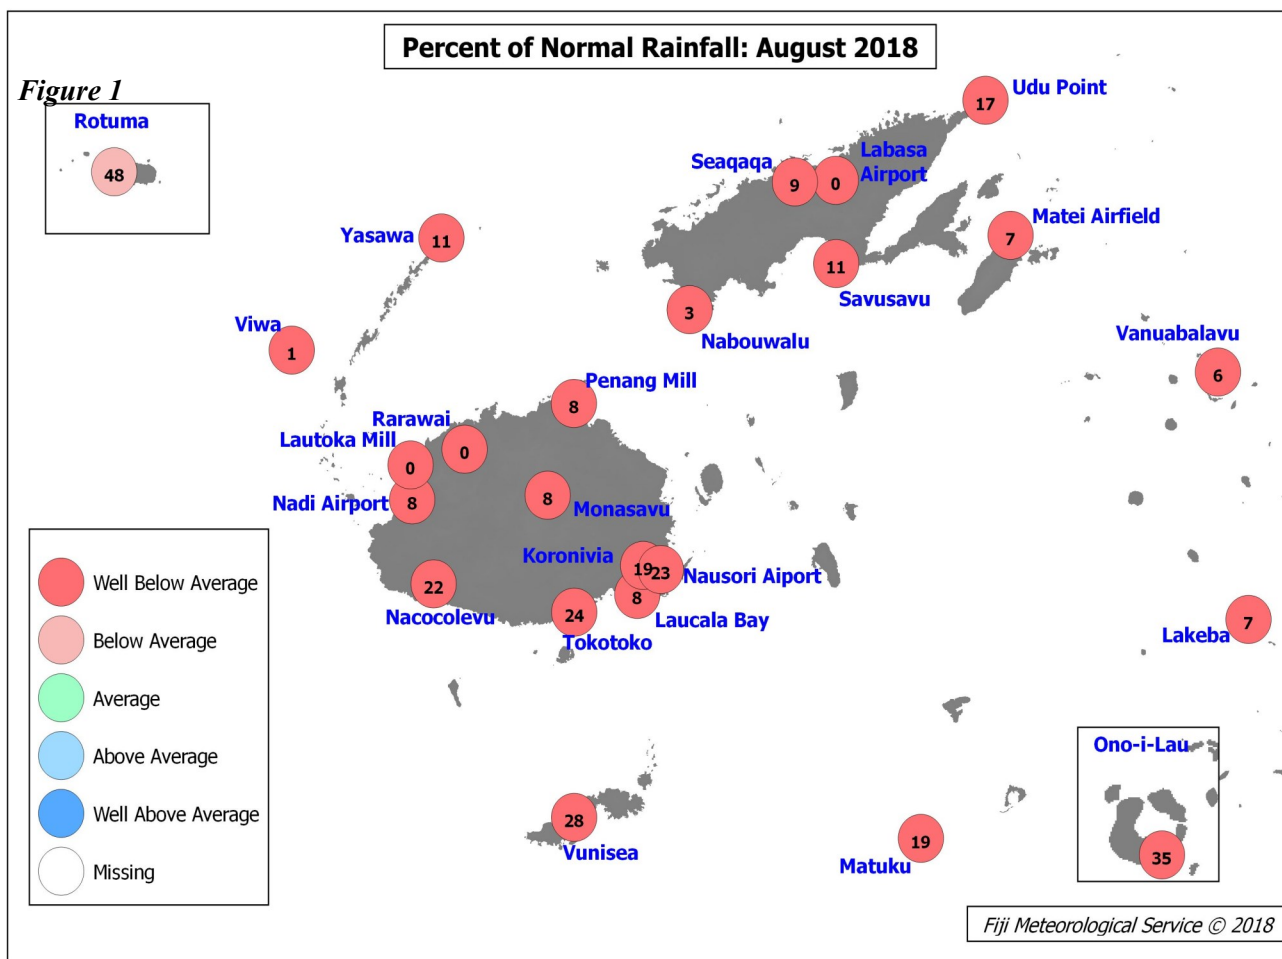 Percent of Normal Rainfall: August 2018
Figure 1
Rotuma
48
Udu Point
17
Labasa
Airport
0
Seaqaqa
9
Matei Airfield
7
Yasawa
11
Savusavu
11
Nabouwalu
3
Viwa
1
Vanuabalavu
6
Penang Mill
8
Rarawai
0
Lautoka Mill
0
Nadi Airport
8
Monasavu
8
Koronivia
19
Nausori Aiport
23
Laucala Bay
8
Nacocolevu
22
Tokotoko
24
Lakeba
7
Vunisea
28
Matuku
19
Ono-i-Lau
35
Well Below Average
Below Average
Average
Above Average
Well Above Average
Missing
Fiji Meteorological Service © 2018